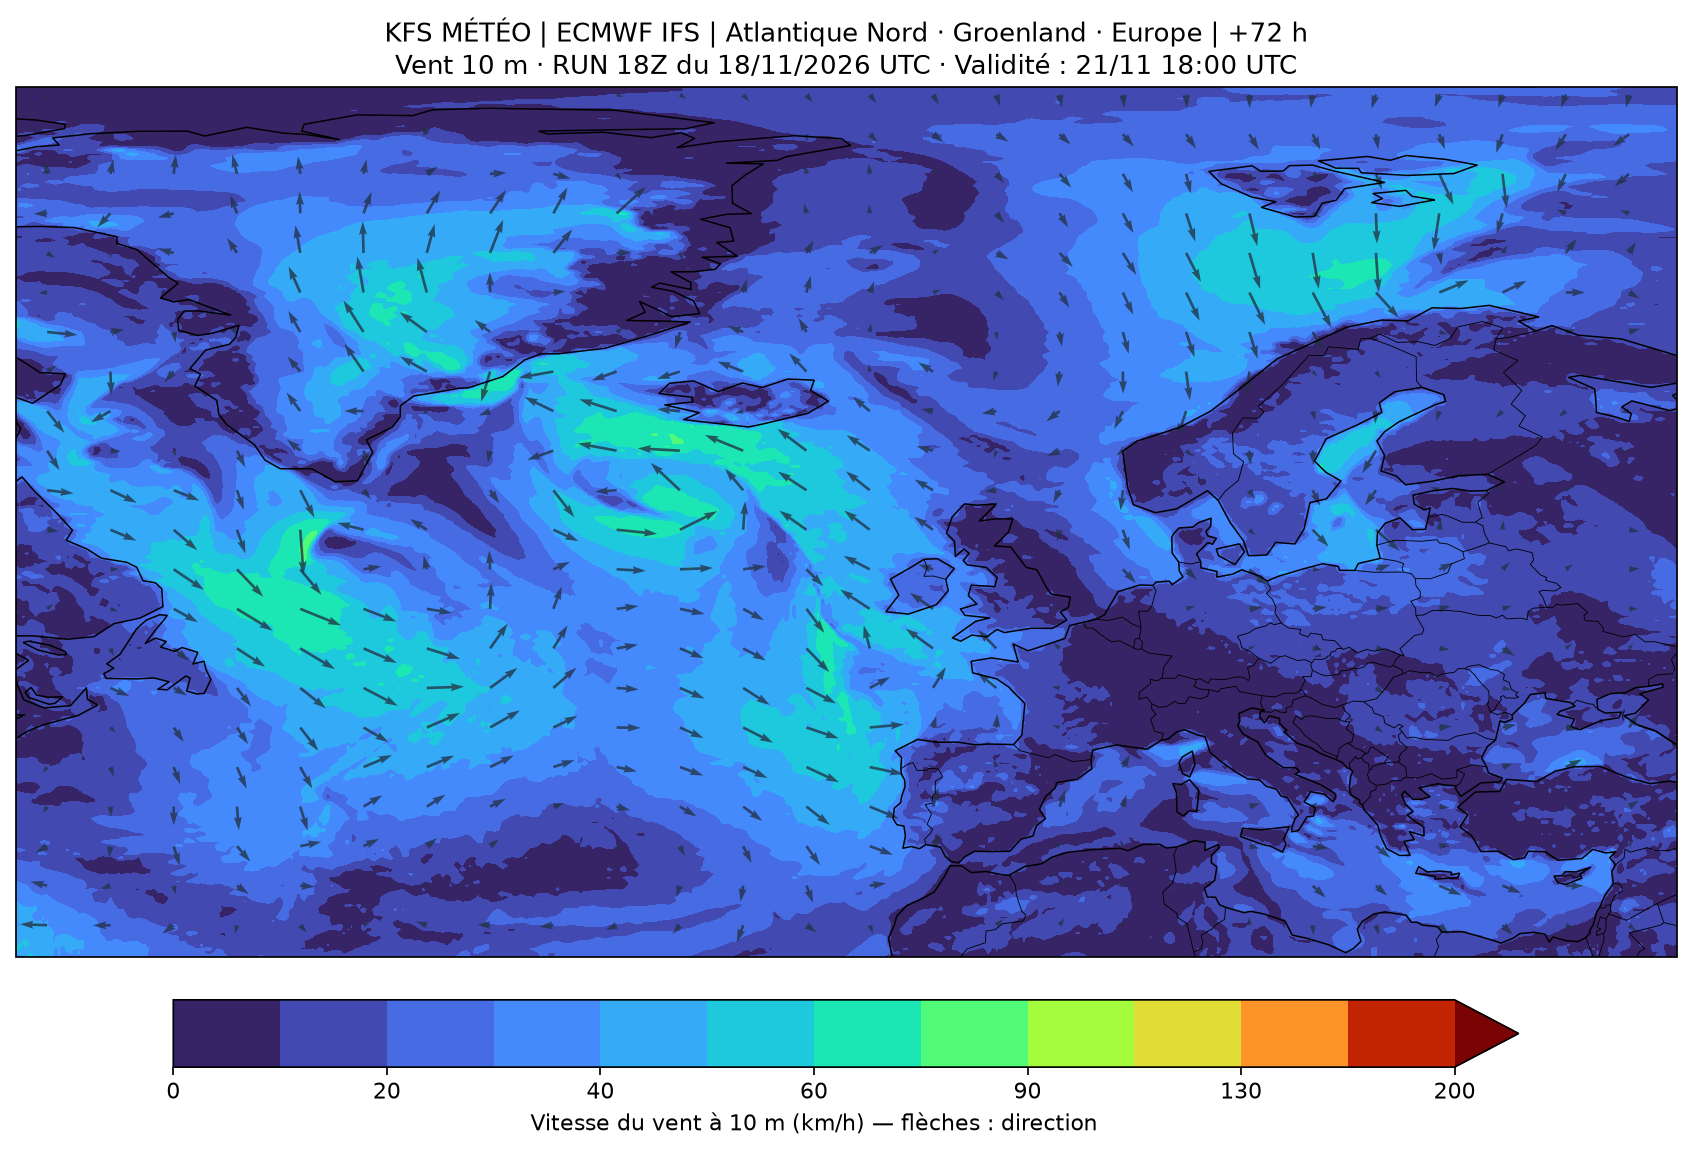 KFS MÉTÉO | ECMWF IFS | Atlantique Nord · Groenland · Europe | +72 h
Vent 10 m · RUN 18Z du 18/11/2026 UTC · Validité : 21/11 18:00 UTC
0 20 40 60 90 130 200
Vitesse du vent à 10 m (km/h) — flèches : direction